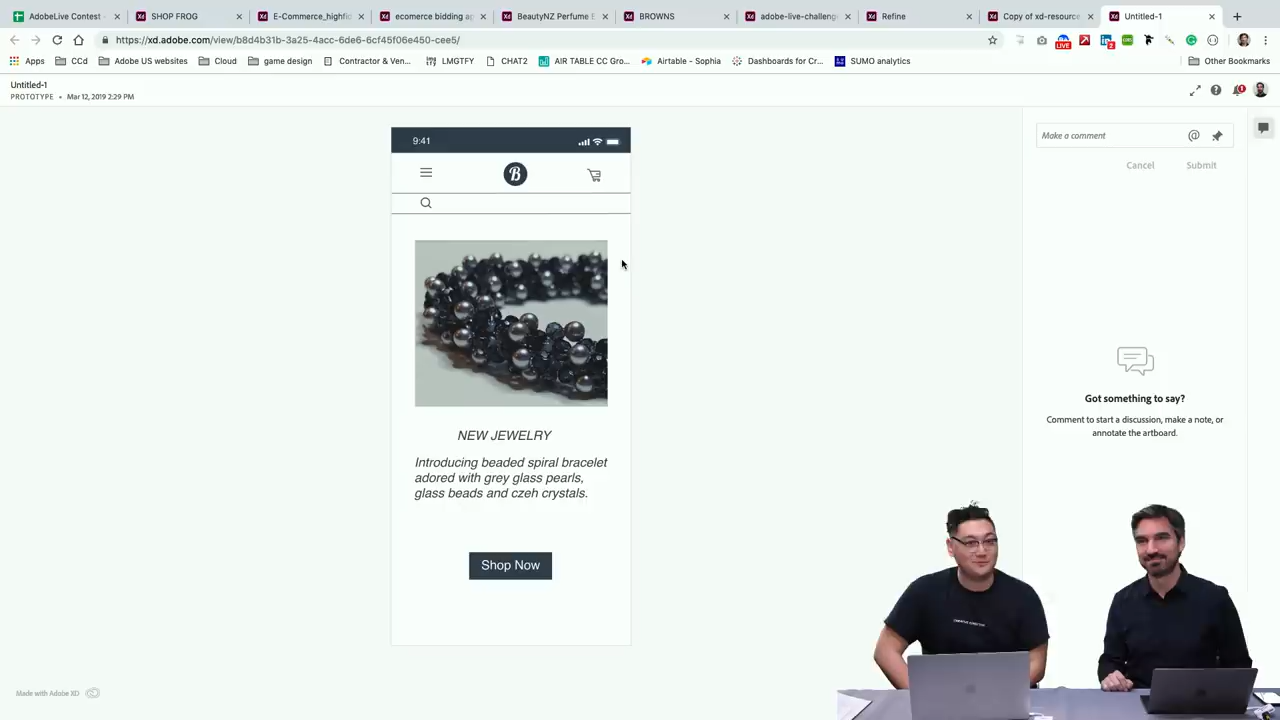 AdobeLive Contest
SHOP FROG
E-Commerce_highfid
ecomerce bidding ap
BeautyNZ Perfume E
BROWNS
adobe-live-challeng
Refine
Copy of xd-resource
Untitled-1
https://xd.adobe.com/view/b8d4b31b-3a25-4acc-6de6-6cf45f06e450-cee5/
LIVE
2
Apps
CCd
Adobe US websites
Cloud
game design
Contractor & Ven...
LMGTFY
CHAT2
AIR TABLE CC Gro...
Airtable - Sophia
Dashboards for Cr...
SUMO analytics
Other Bookmarks
Untitled-1
PROTOTYPE • Mar 12, 2019 2:29 PM
9:41
B
NEW JEWELRY
Introducing beaded spiral bracelet
adored with grey glass pearls,
glass beads and czeh crystals.
Shop Now
Make a comment
Cancel
Submit
Got something to say?
Comment to start a discussion, make a note, or
annotate the artboard.
Made with Adobe XD